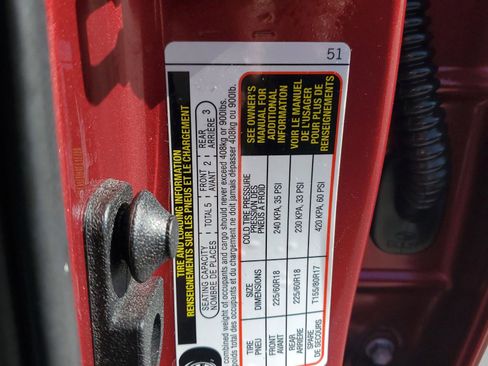 51
TIRE AND LOADING INFORMATION
RENSEIGNEMENTS SUR LES PNEUS ET LE CHARGEMENT
SEATING CAPACITY TOTAL 5 FRONT 2 REAR 3
NOMBRE DE PLACES AVANT ARRIÈRE
combined weight of occupants and cargo should never exceed 408kg or 900lbs.
poids total des occupants et du chargement ne doit jamais dépasser 408kg ou 900lb.
TIRE SIZE COLD TIRE PRESSURE
PNEU DIMENSIONS PRESSION DES PNEUS À FROID
FRONT 225/60R18 240 KPA, 35 PSI
AVANT
REAR 225/60R18 230 KPA, 33 PSI
ARRIÈRE
SPARE T155/80R17 420 KPA, 60 PSI
DE SECOURS
SEE OWNER'S
MANUAL FOR
ADDITIONAL
INFORMATION
VOIR LE MANUEL
DE L'USAGER
POUR PLUS DE
RENSEIGNEMENTS